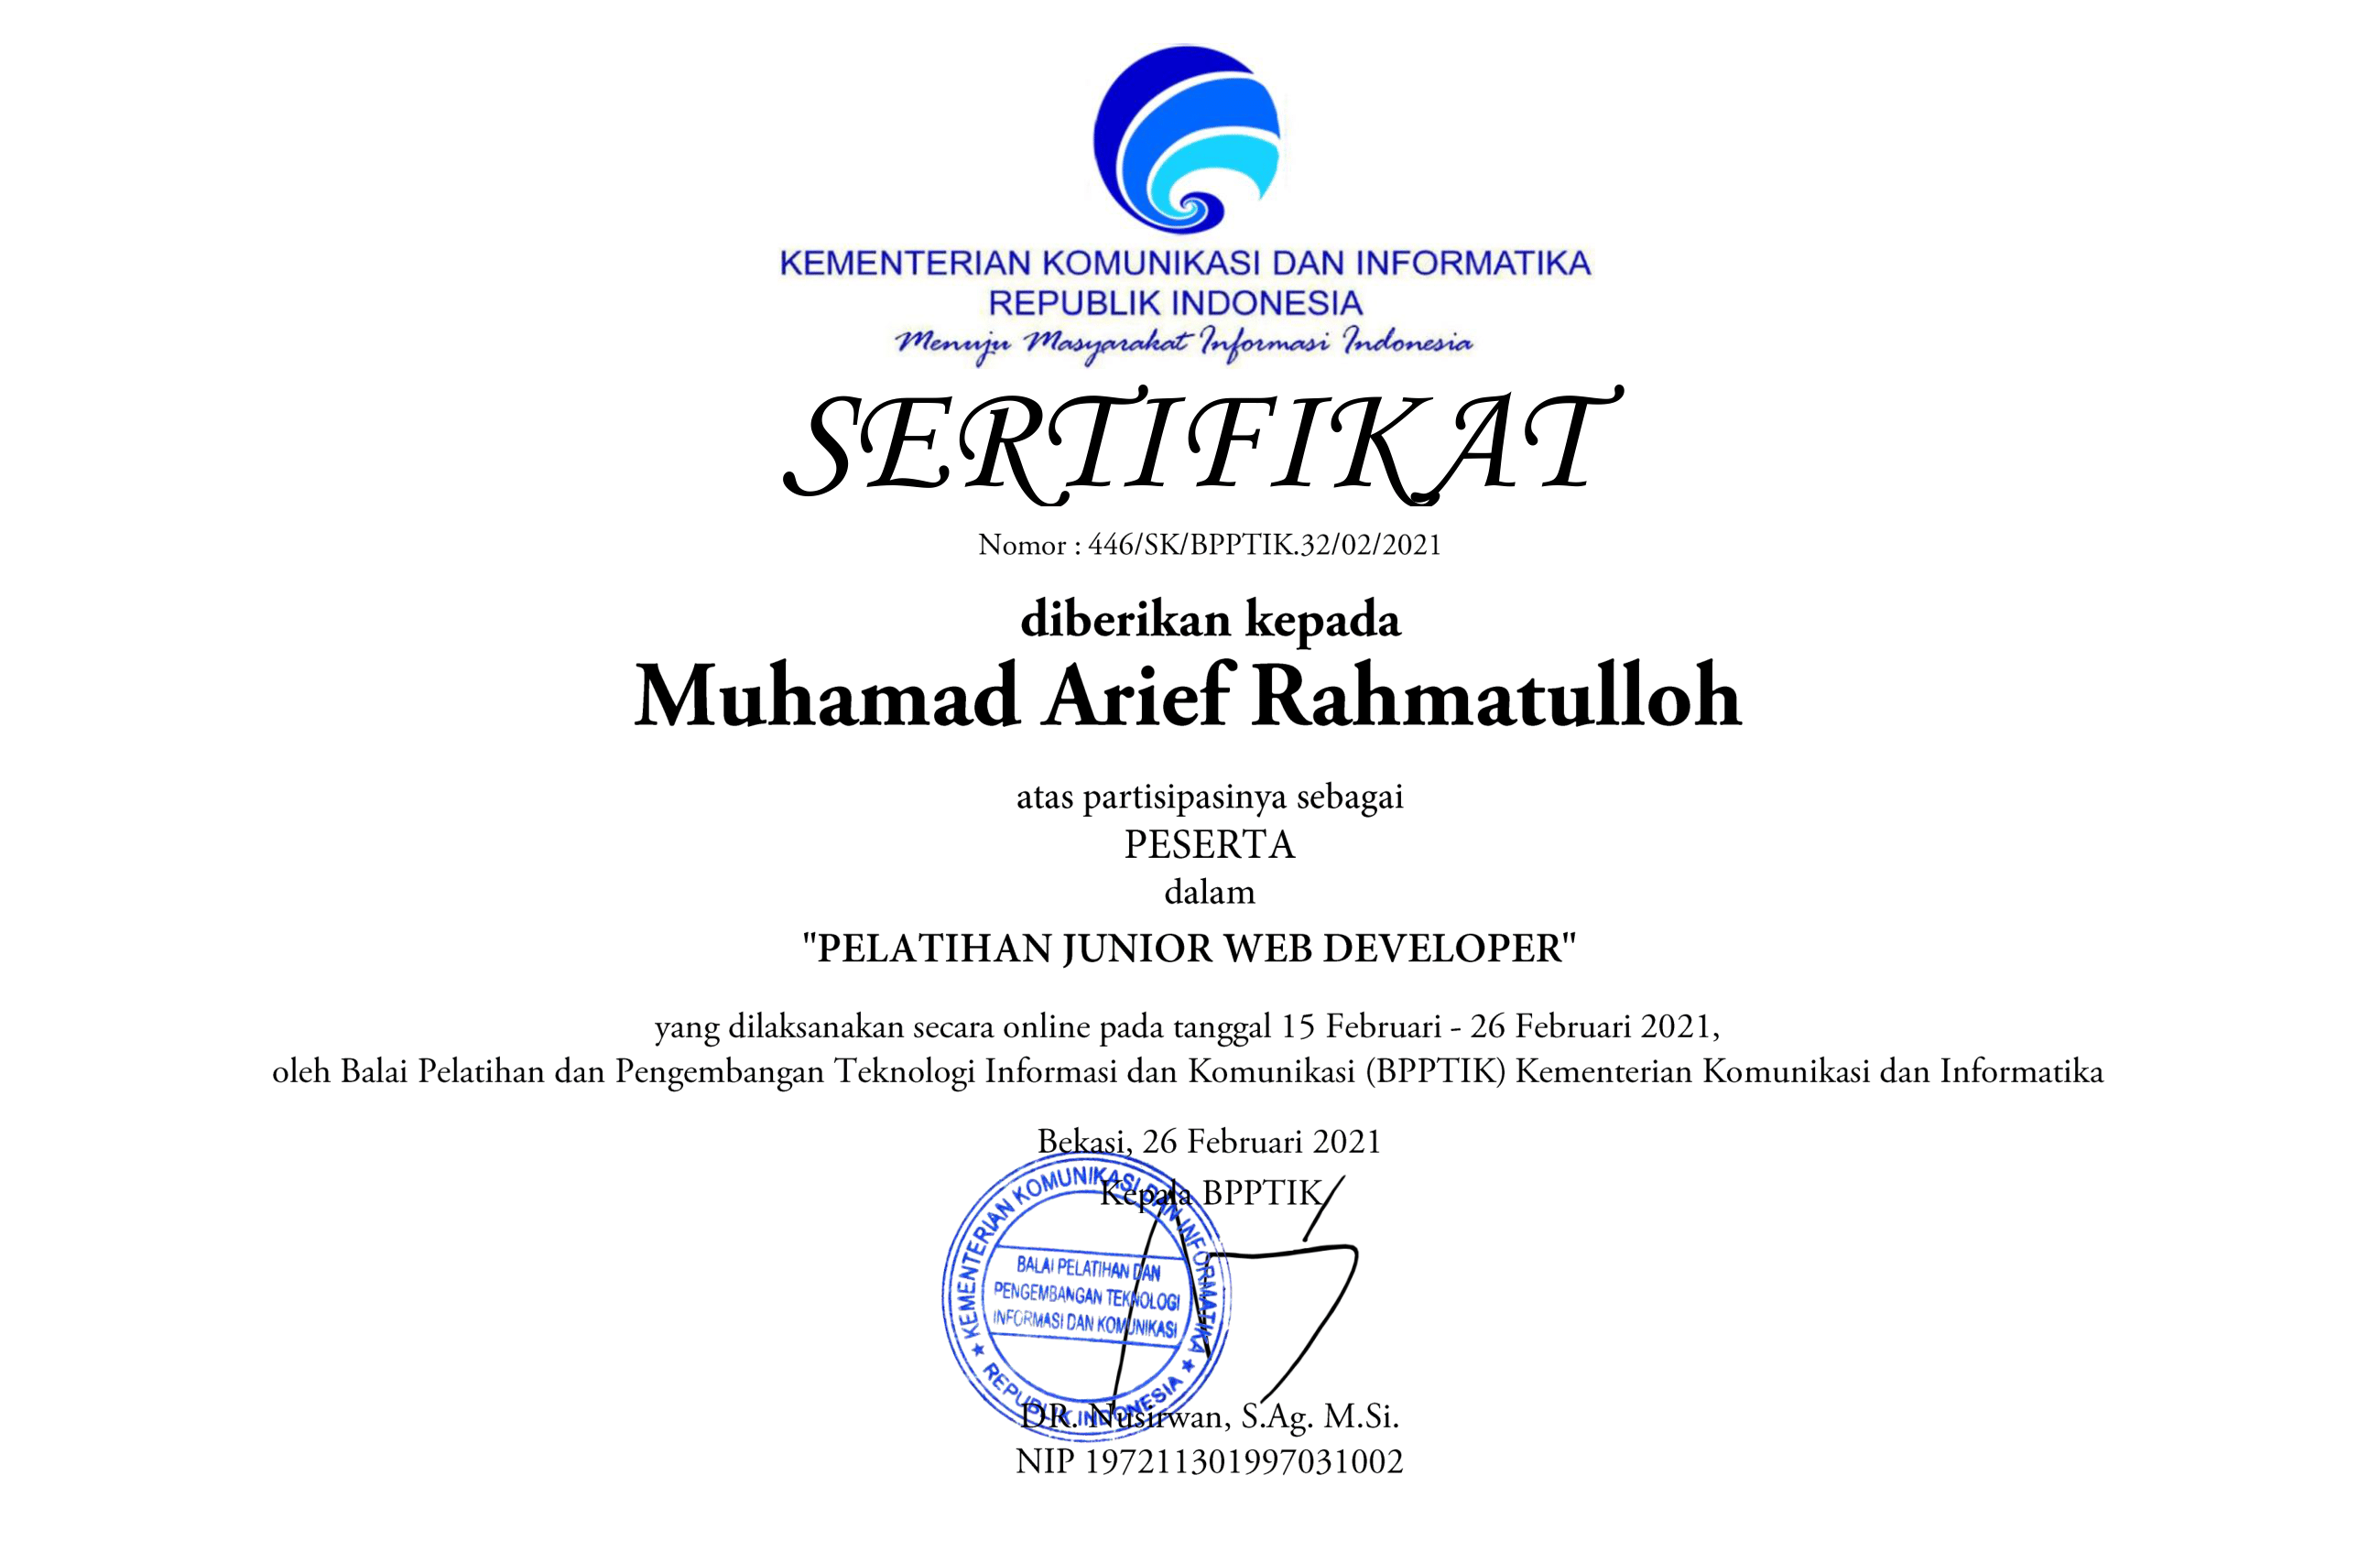 KEMENTERIAN KOMUNIKASI DAN INFORMATIKA
REPUBLIK INDONESIA
Menuju Masyarakat Informasi Indonesia
SERTIFIKAT
Nomor : 446/SK/BPPTIK.32/02/2021
diberikan kepada
Muhamad Arief Rahmatulloh
atas partisipasinya sebagai
PESERTA
dalam
"PELATIHAN JUNIOR WEB DEVELOPER"
yang dilaksanakan secara online pada tanggal 15 Februari - 26 Februari 2021,
oleh Balai Pelatihan dan Pengembangan Teknologi Informasi dan Komunikasi (BPPTIK) Kementerian Komunikasi dan Informatika
Bekasi, 26 Februari 2021
Kepala BPPTIK
KEMENTERIAN KOMUNIKASI DAN INFORMATIKA
BALAI PELATIHAN DAN
PENGEMBANGAN TEKNOLOGI
INFORMASI DAN KOMUNIKASI
REPUBLIK INDONESIA
DR. Nusirwan, S.Ag. M.Si.
NIP 197211301997031002